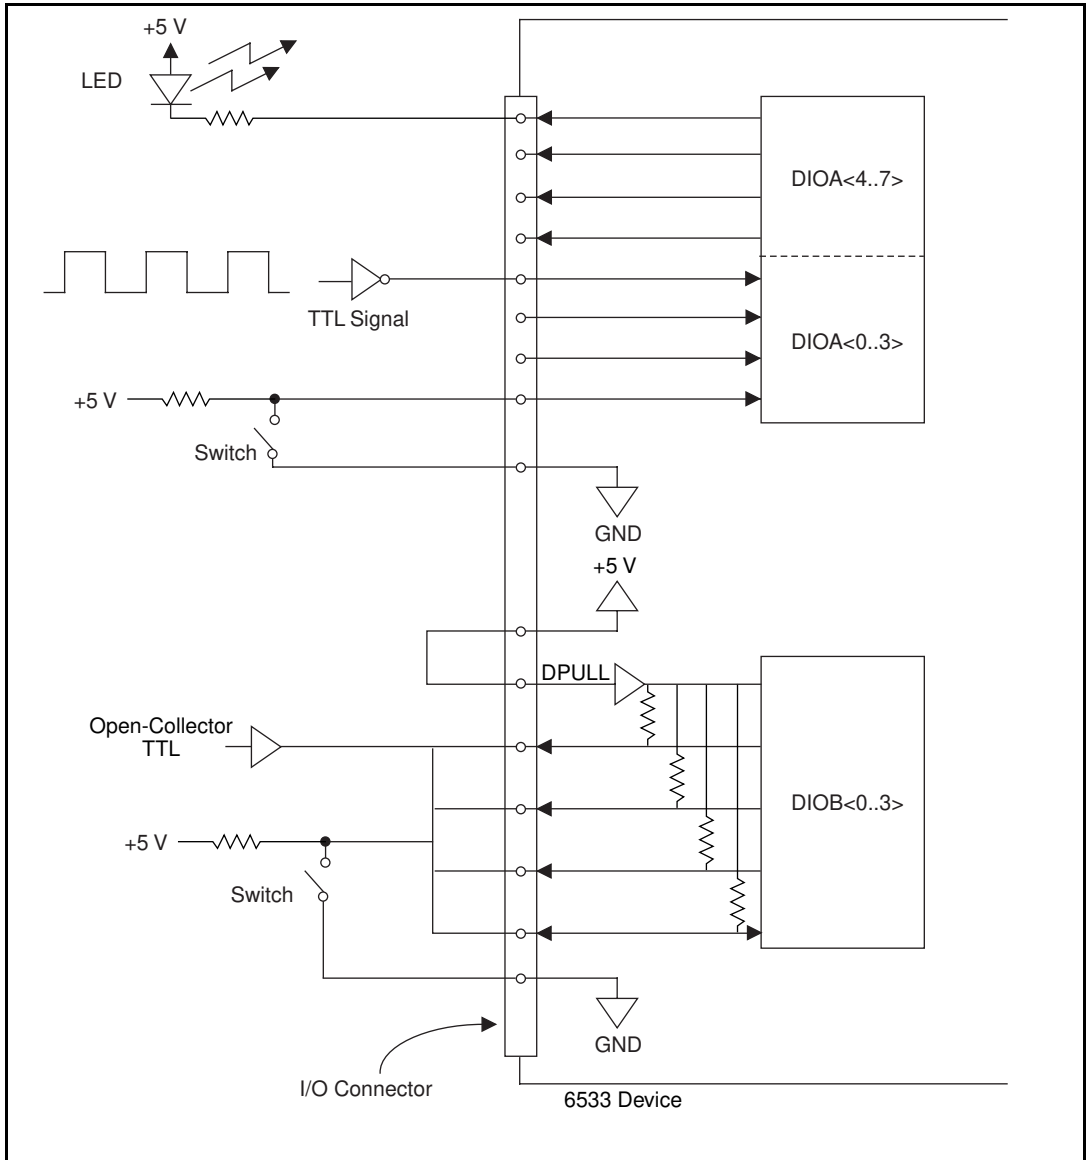 +5 V
LED
DIOA<4..7>
TTL Signal
DIOA<0..3>
+5 V
Switch
GND
+5 V
DPULL
Open-Collector
TTL
DIOB<0..3>
+5 V
Switch
GND
I/O Connector
6533 Device